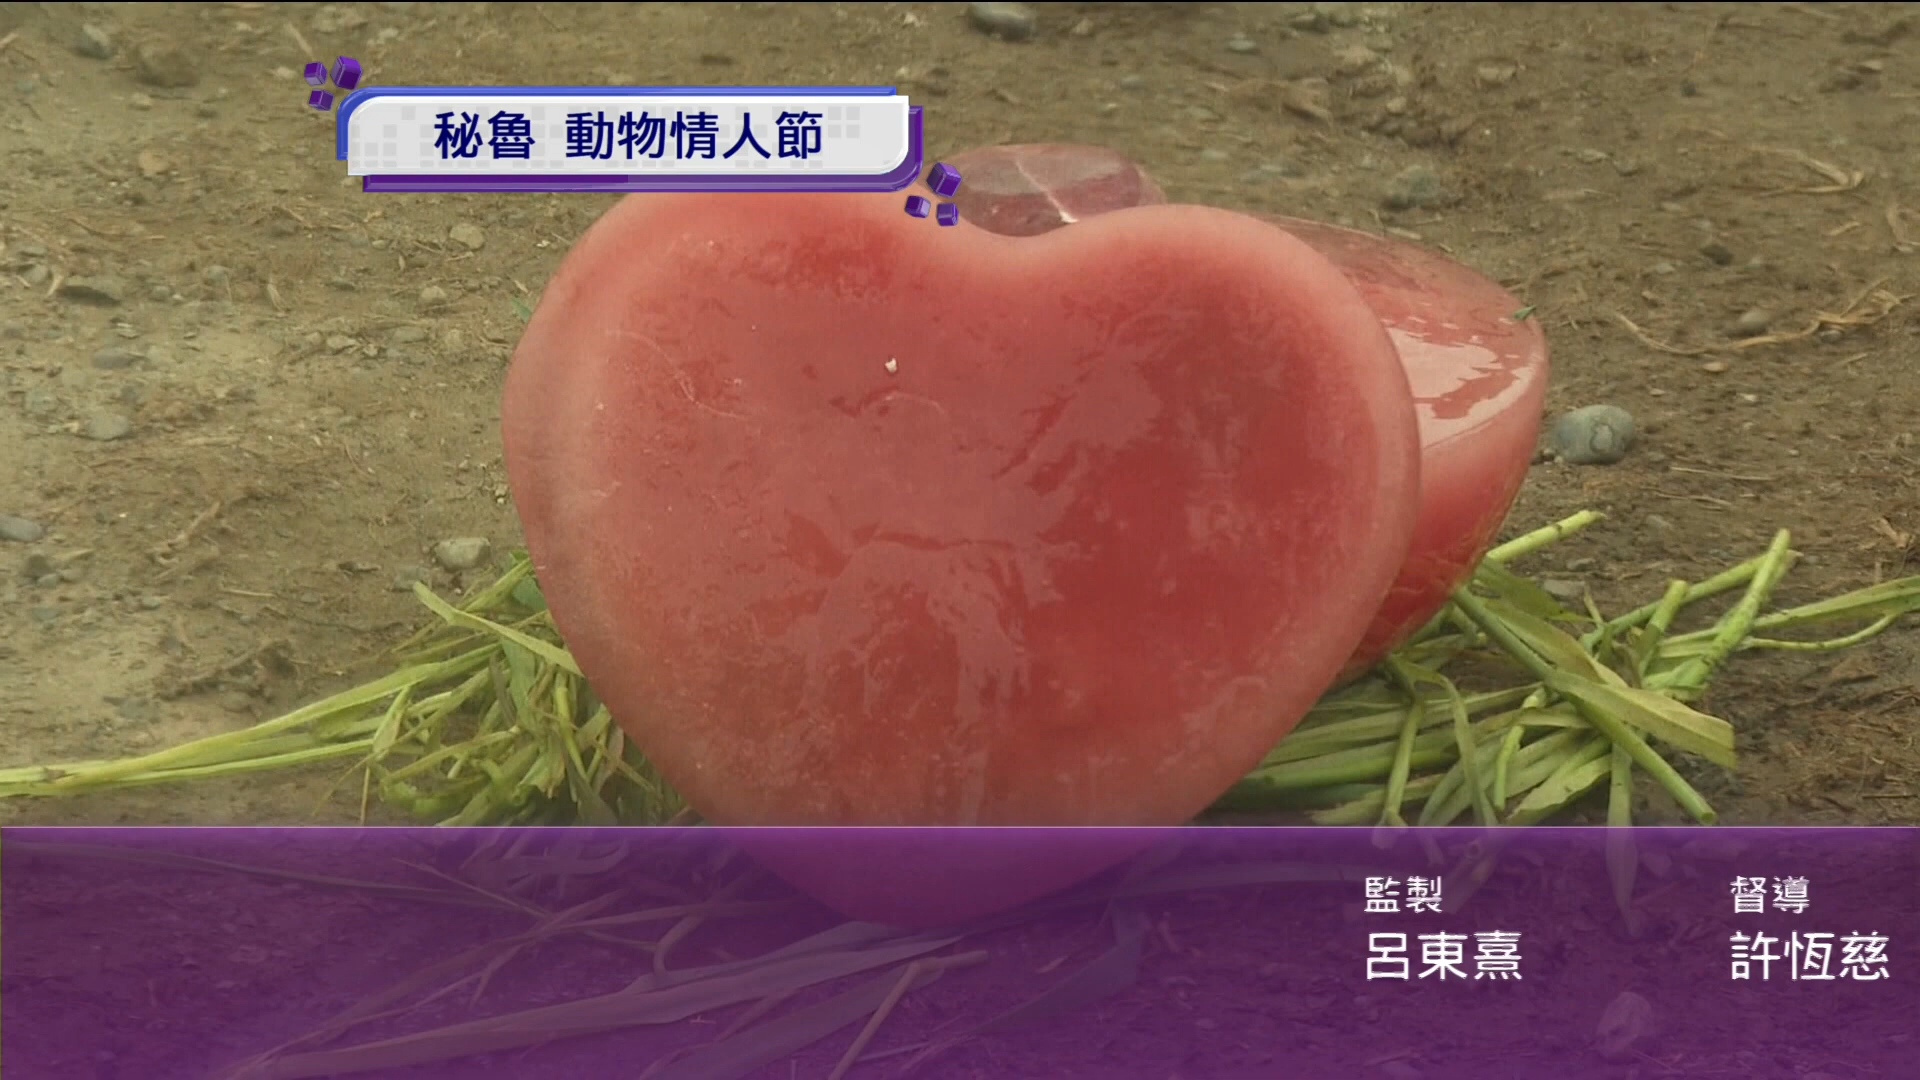 秘魯 動物情人節
監製
呂東熹
督導
許恆慈